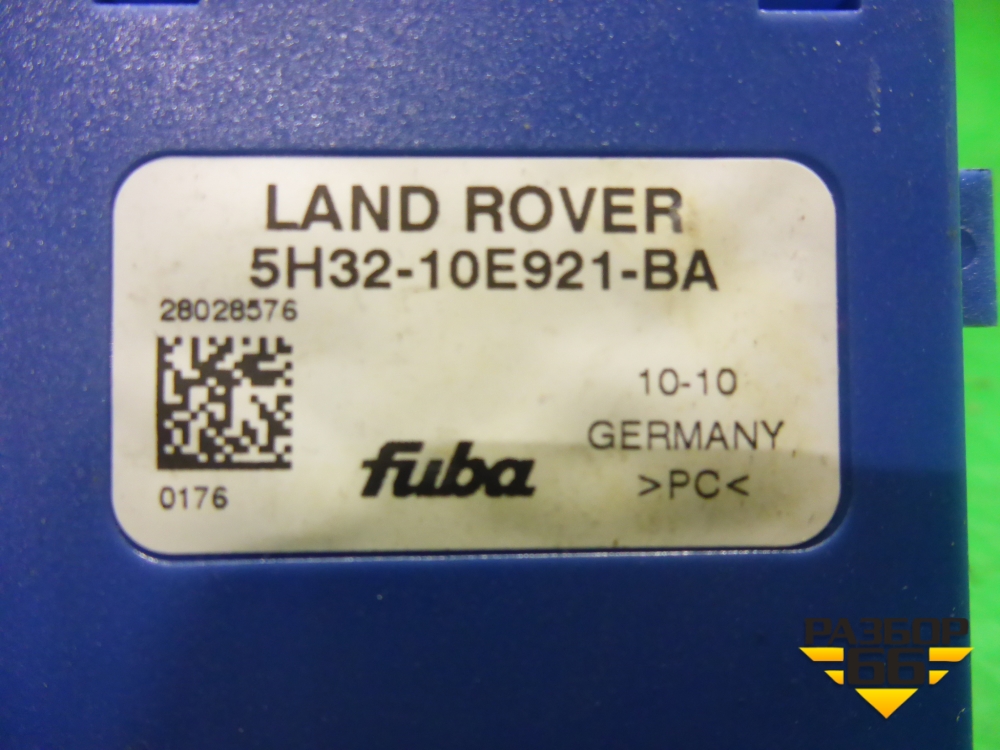 LAND ROVER
5H32-10E921-BA
28028576
10-10
GERMANY
fuba
>PC<
0176
РАЗБОР
66